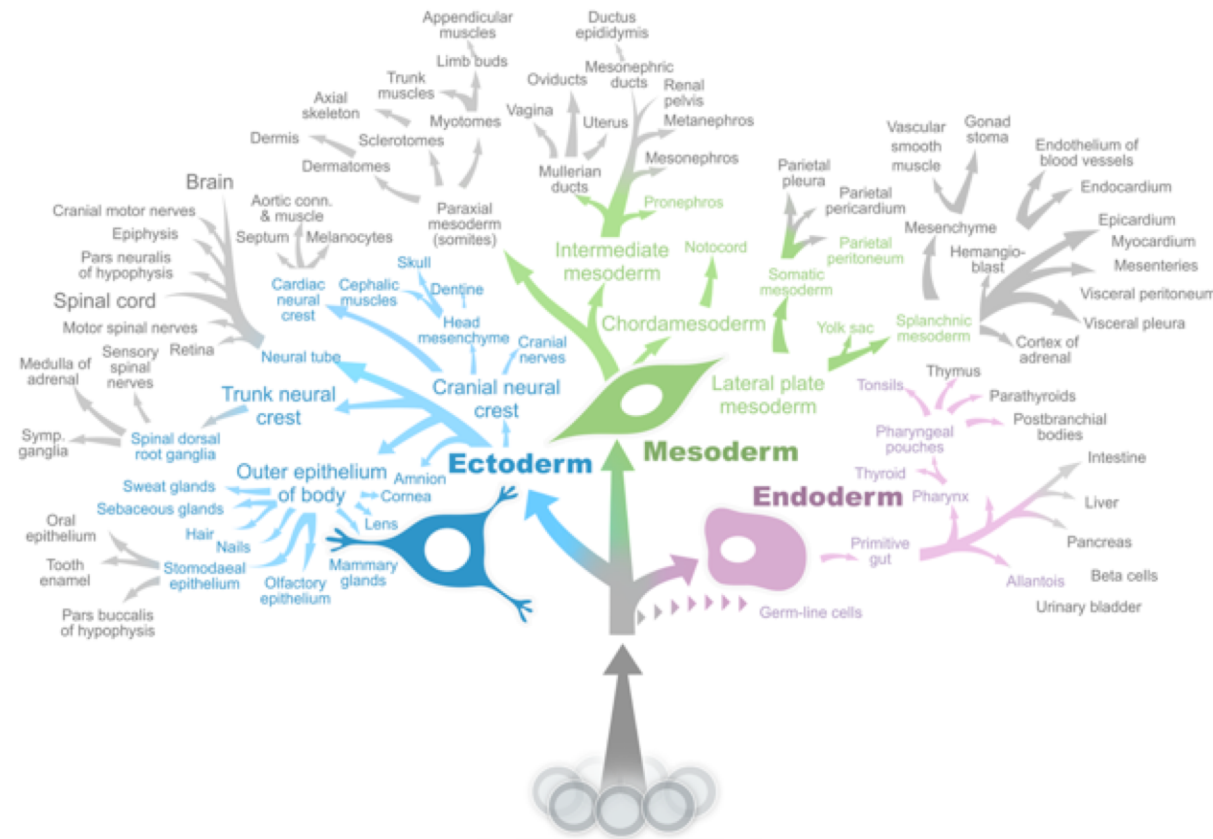 Appendicular
muscles
Limb buds
Trunk
muscles
Axial
skeleton
Myotomes
Dermis
Sclerotomes
Dermatomes
Paraxial
mesoderm
(somites)
Ductus
epididymis
Mesonephric
ducts
Oviducts
Renal
pelvis
Vagina
Uterus
Metanephros
Mesonephros
Mullerian
ducts
Pronephros
Intermediate
mesoderm
Notocord
Chordamesoderm
Parietal
pleura
Parietal
pericardium
Parietal
peritoneum
Somatic
mesoderm
Yolk sac
Lateral plate
mesoderm
Vascular
smooth
muscle
Gonad
stoma
Endothelium of
blood vessels
Endocardium
Mesenchyme
Hemangio-
blast
Epicardium
Myocardium
Mesenteries
Visceral peritoneum
Visceral pleura
Splanchnic
mesoderm
Cortex of
adrenal
Mesoderm
Brain
Cranial motor nerves
Epiphysis
Pars neuralis
of hypophysis
Spinal cord
Motor spinal nerves
Retina
Neural tube
Aortic conn.
& muscle
Septum
Melanocytes
Cardiac
neural
crest
Cephalic
muscles
Skull
Dentine
Head
mesenchyme
Cranial
nerves
Cranial neural
crest
Medulla of
adrenal
Sensory
spinal
nerves
Trunk neural
crest
Symp.
ganglia
Spinal dorsal
root ganglia
Ectoderm
Outer epithelium
of body
Amnion
Cornea
Lens
Sweat glands
Sebaceous glands
Hair
Nails
Oral
epithelium
Tooth
enamel
Stomodaeal
epithelium
Olfactory
epithelium
Mammary
glands
Pars buccalis
of hypophysis
Endoderm
Tonsils
Thymus
Parathyroids
Postbranchial
bodies
Pharyngeal
pouches
Thyroid
Pharynx
Intestine
Liver
Pancreas
Beta cells
Primitive
gut
Allantois
Urinary bladder
Germ-line cells